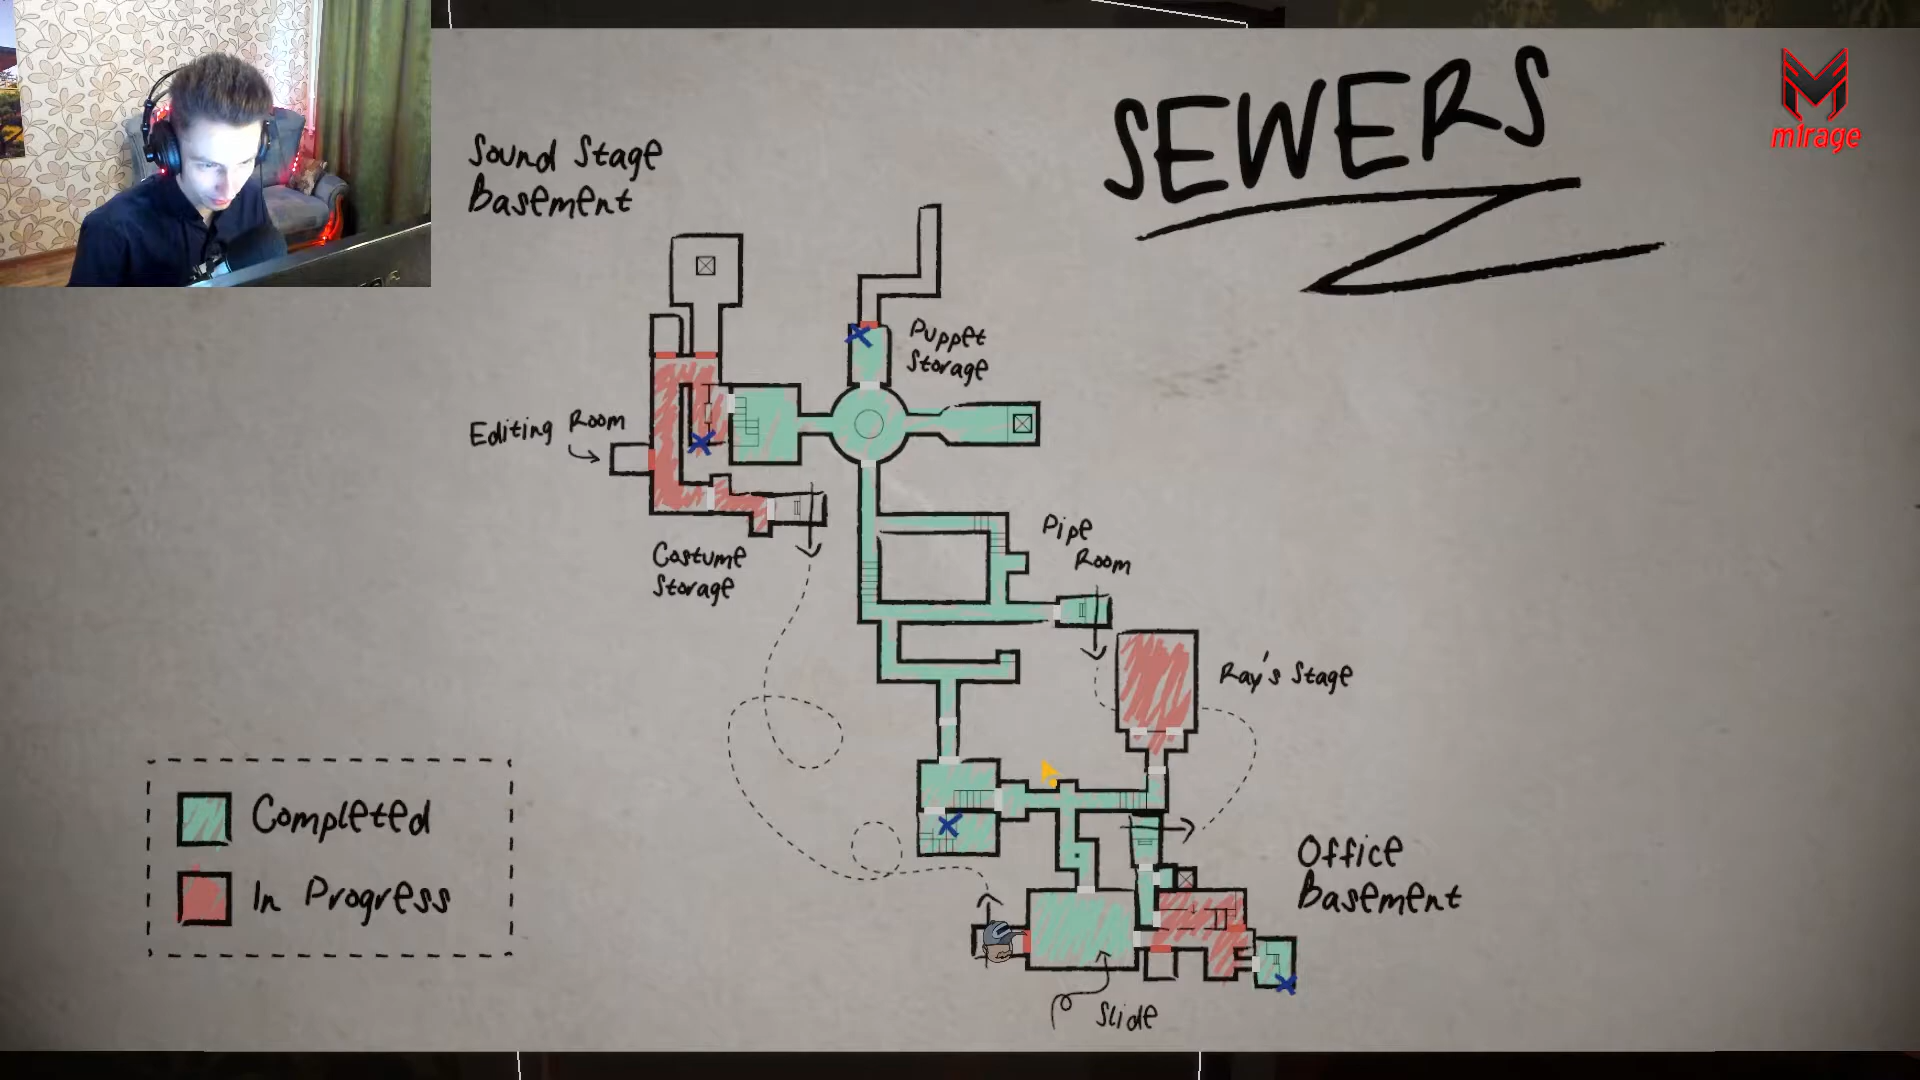 SEWERS
m1rage
Sound Stage
Basement
Puppet
Storage
Editing Room
Pipe
Room
Costume
Storage
Ray's Stage
Completed
In Progress
Office
Basement
Slide